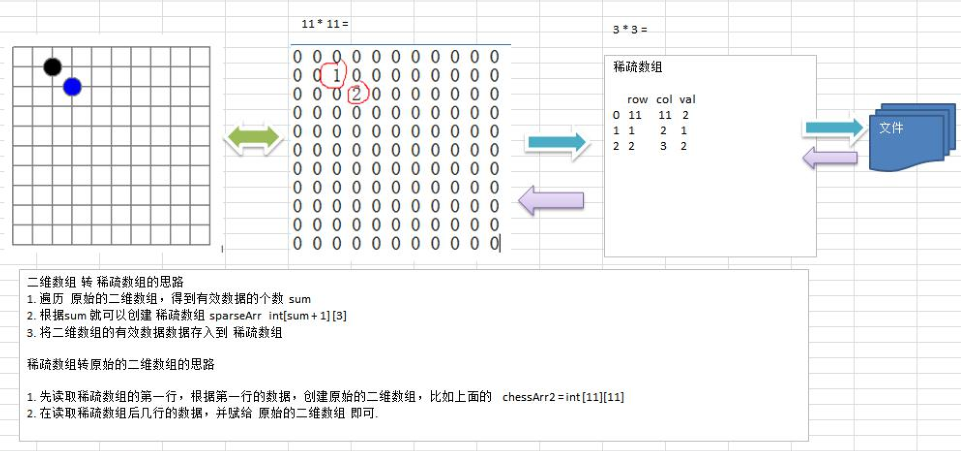 11 * 11 =
3 * 3 =
0 0 0 0 0 0 0 0 0 0 0
0 0 1 0 0 0 0 0 0 0 0
0 0 0 2 0 0 0 0 0 0 0
0 0 0 0 0 0 0 0 0 0 0
0 0 0 0 0 0 0 0 0 0 0
0 0 0 0 0 0 0 0 0 0 0
0 0 0 0 0 0 0 0 0 0 0
0 0 0 0 0 0 0 0 0 0 0
0 0 0 0 0 0 0 0 0 0 0
0 0 0 0 0 0 0 0 0 0 0
0 0 0 0 0 0 0 0 0 0 0
稀疏数组
row col val
0 11 11 2
1 1 2 1
2 2 3 2
文件
二维数组 转 稀疏数组的思路
1. 遍历 原始的二维数组，得到有效数据的个数 sum
2. 根据sum 就可以创建 稀疏数组 sparseArr int[sum + 1] [3]
3. 将二维数组的有效数据数据存入到 稀疏数组
稀疏数组转原始的二维数组的思路
1. 先读取稀疏数组的第一行，根据第一行的数据，创建原始的二维数组，比如上面的 chessArr2 = int [11][11]
2. 在读取稀疏数组后几行的数据，并赋给 原始的二维数组 即可.